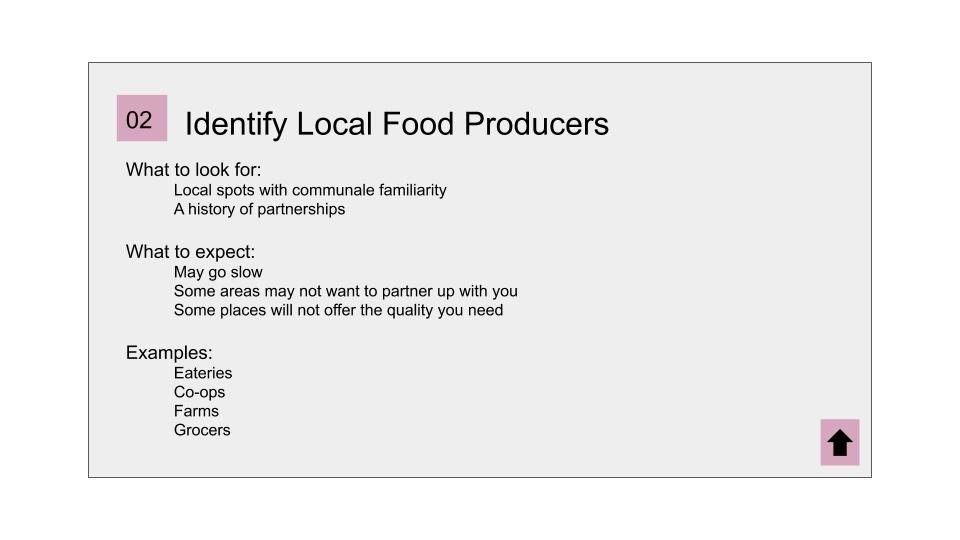 02
Identify Local Food Producers
What to look for:
Local spots with communale familiarity
A history of partnerships
What to expect:
May go slow
Some areas may not want to partner up with you
Some places will not offer the quality you need
Examples:
Eateries
Co-ops
Farms
Grocers